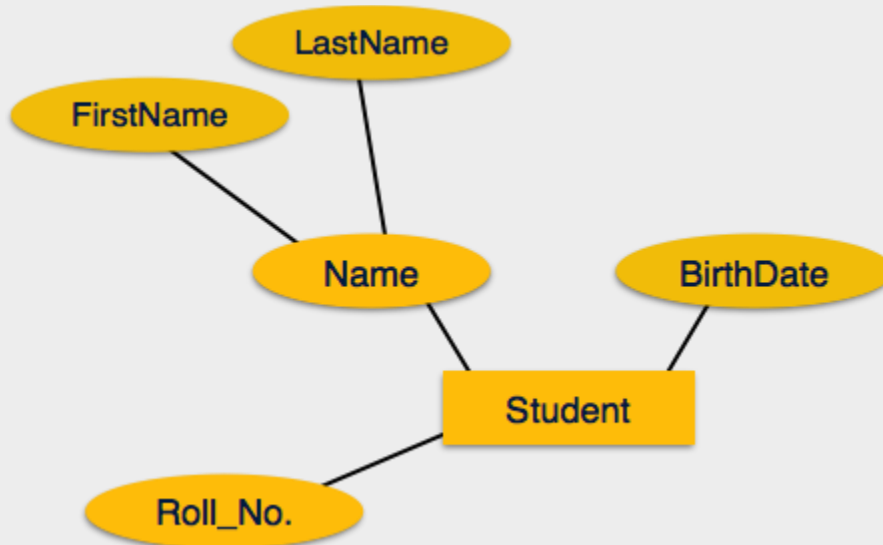 LastName
FirstName
Name
BirthDate
Student
Roll_No.